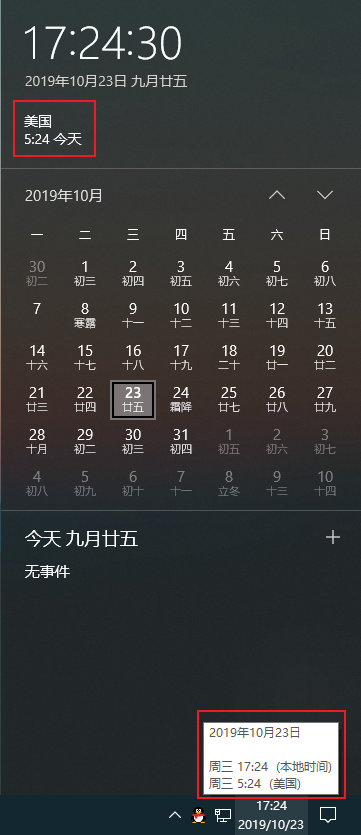 17:24:30
2019年10月23日 九月廿五
美国
5:24 今天
2019年10月
一 二 三 四 五 六 日
30 1 2 3 4 5 6
初二 初三 初四 初五 初六 初七 初八
7 8 9 10 11 12 13
寒露 十一 十二 十三 十四 十五
14 15 16 17 18 19 20
十六 十七 十八 十九 二十 廿一 廿二
21 22 23 24 25 26 27
廿三 廿四 廿五 霜降 廿七 廿八 廿九
28 29 30 31 1 2 3
十月 初二 初三 初四 初五 初六 初七
4 5 6 7 8 9 10
初八 初九 初十 十一 立冬 十三 十四
今天 九月廿五
无事件
2019年10月23日
周三 17:24 (本地时间)
周三 5:24 (美国)
17:24
2019/10/23